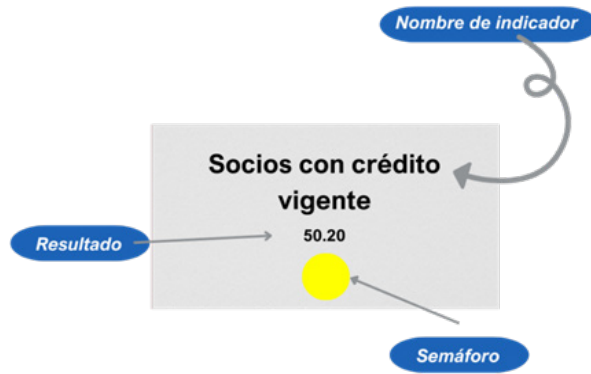 Nombre de indicador
Socios con crédito
vigente
50.20
Resultado
Semáforo